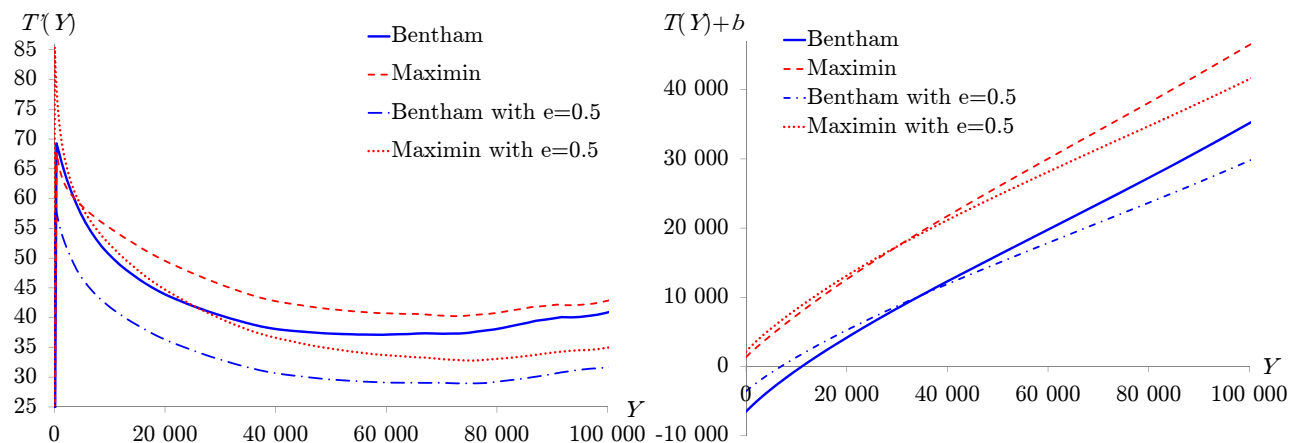 T'(Y)
85
80
75
70
65
60
55
50
45
40
35
30
25
0
20 000
40 000
60 000
80 000
100 000
Y
Bentham
Maximin
Bentham with e=0.5
Maximin with e=0.5
T(Y)+b
Bentham
Maximin
Bentham with e=0.5
Maximin with e=0.5
40 000
30 000
20 000
10 000
0
-10 000
0
20 000
40 000
60 000
80 000
100 000
Y